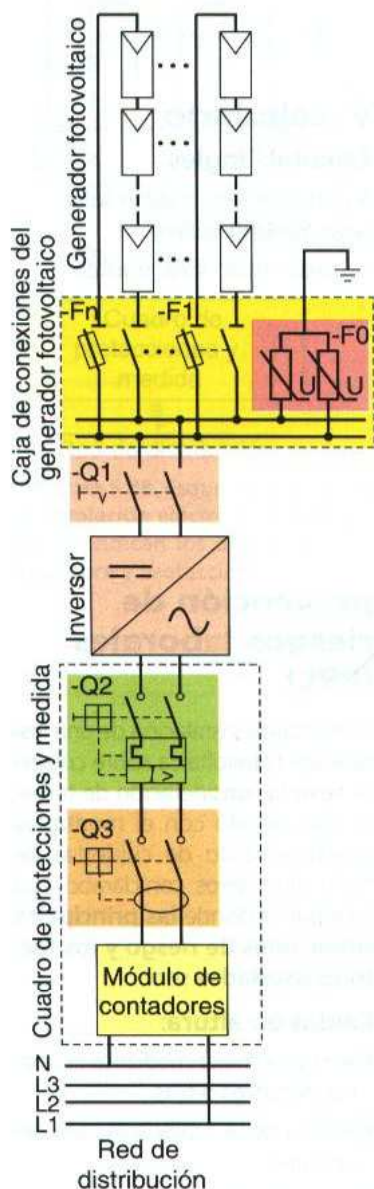 Generador fotovoltaico
Caja de conexiones del
generador fotovoltaico
-Fn
-F1
-F0
U
U
-Q1
Inversor
Cuadro de protecciones y medida
-Q2
I >
-Q3
Módulo de
contadores
N
L3
L2
L1
Red de
distribución